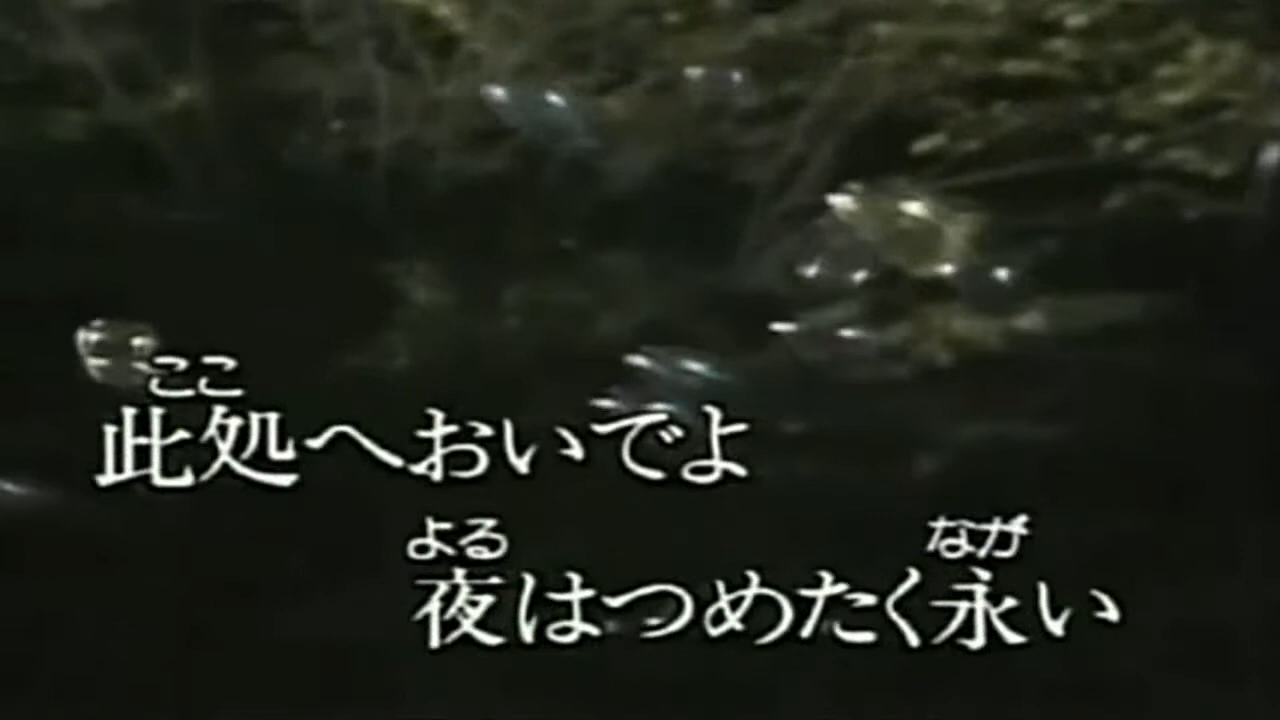 ここ
此処へおいでよ
よる なが
夜はつめたく永い